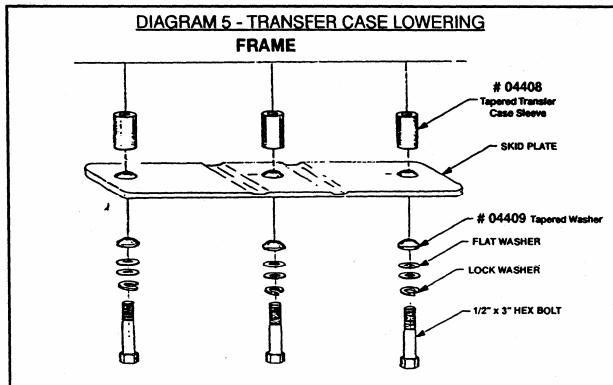 DIAGRAM 5 - TRANSFER CASE LOWERING
FRAME
# 04408
Tapered Transfer
Case Sleeve
SKID PLATE
# 04409 Tapered Washer
FLAT WASHER
LOCK WASHER
1/2" x 3" HEX BOLT